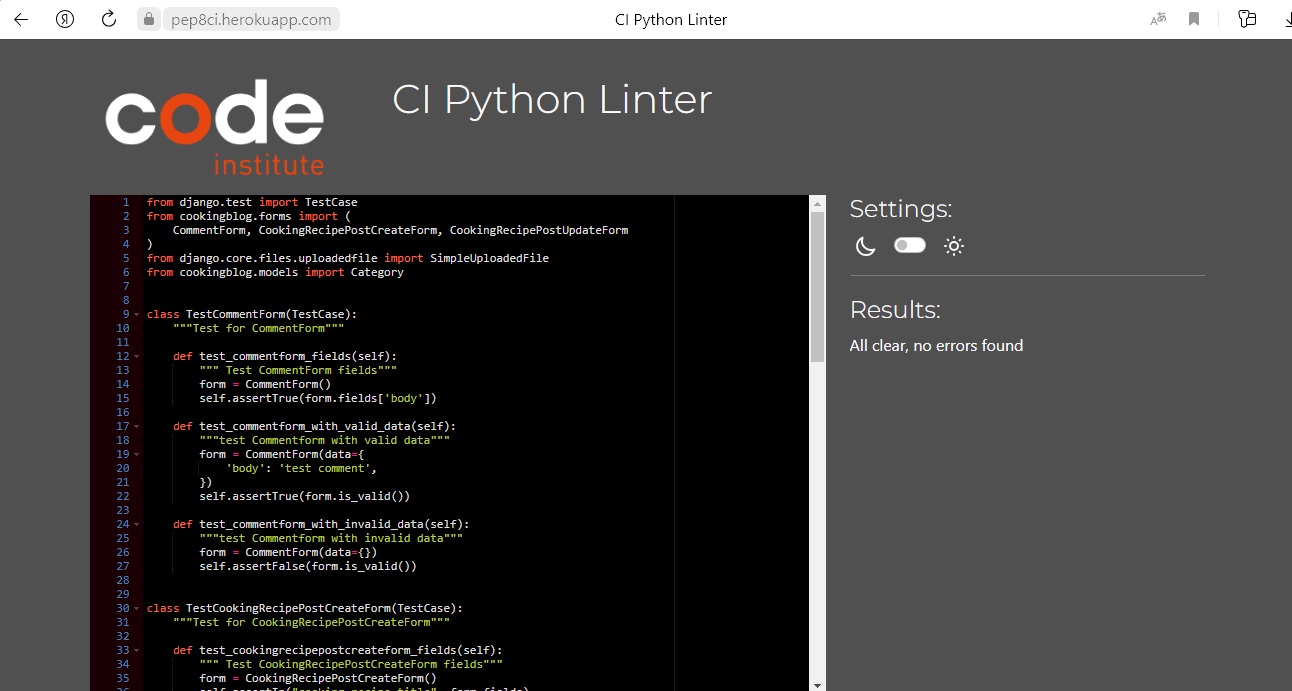 pep8ci.herokuapp.com
CI Python Linter
code
institute
CI Python Linter
1 from django.test import TestCase
2 from cookingblog.forms import (
3     CommentForm, CookingRecipePostCreateForm, CookingRecipePostUpdateForm
4 )
5 from django.core.files.uploadedfile import SimpleUploadedFile
6 from cookingblog.models import Category
7
8
9 class TestCommentForm(TestCase):
10     """Test for CommentForm"""
11
12     def test_commentform_fields(self):
13         """ Test CommentForm fields"""
14         form = CommentForm()
15         self.assertTrue(form.fields['body'])
16
17     def test_commentform_with_valid_data(self):
18         """test Commentform with valid data"""
19         form = CommentForm(data={
20             'body': 'test comment',
21         })
22         self.assertTrue(form.is_valid())
23
24     def test_commentform_with_invalid_data(self):
25         """test Commentform with invalid data"""
26         form = CommentForm(data={})
27         self.assertFalse(form.is_valid())
28
29
30 class TestCookingRecipePostCreateForm(TestCase):
31     """Test for CookingRecipePostCreateForm"""
32
33     def test_cookingrecipepostcreateform_fields(self):
34         """ Test CookingRecipePostCreateForm fields"""
35         form = CookingRecipePostCreateForm()
Settings:
Results:
All clear, no errors found